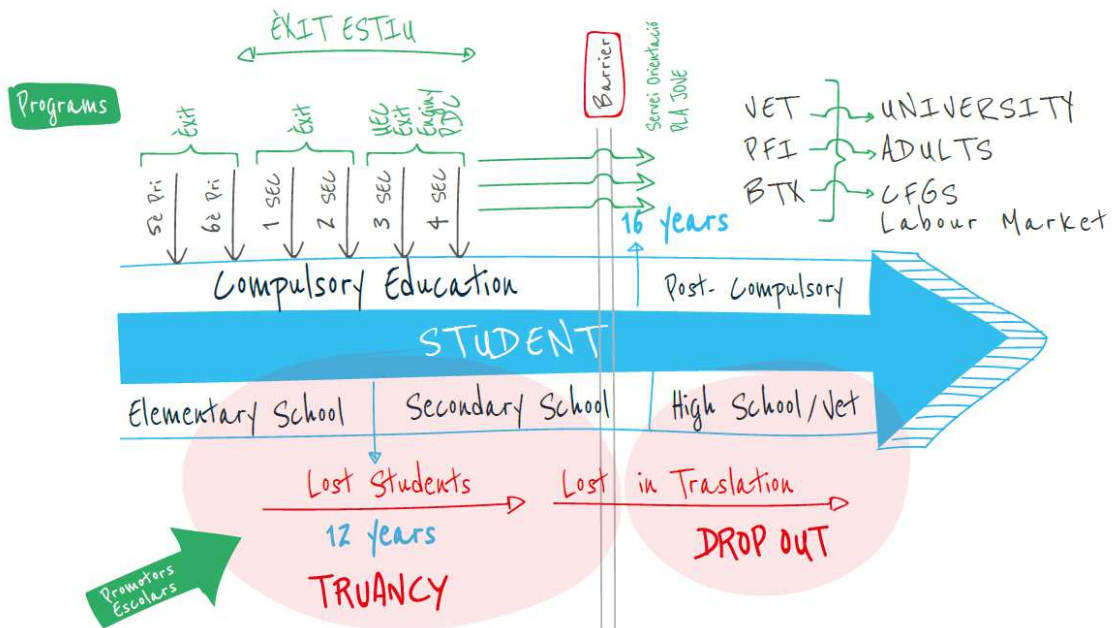 ÈXIT ESTIU
Programs
Èxit
Èxit
UEC
Èxit
Enginy
PDC
Barrier
Servei Orientació
PLA JOVE
VET
PFI
BTX
UNIVERSITY
ADULTS
CFGS
Labour Market
5è Pri
6è Pri
1 SEC
2 SEC
3 SEC
4 SEC
16 years
Compulsory Education
Post-Compulsory
STUDENT
Elementary School
Secondary School
High School/Vet
Lost Students
Lost in Traslation
12 years
TRUANCY
DROP OUT
Promotors
Escolars